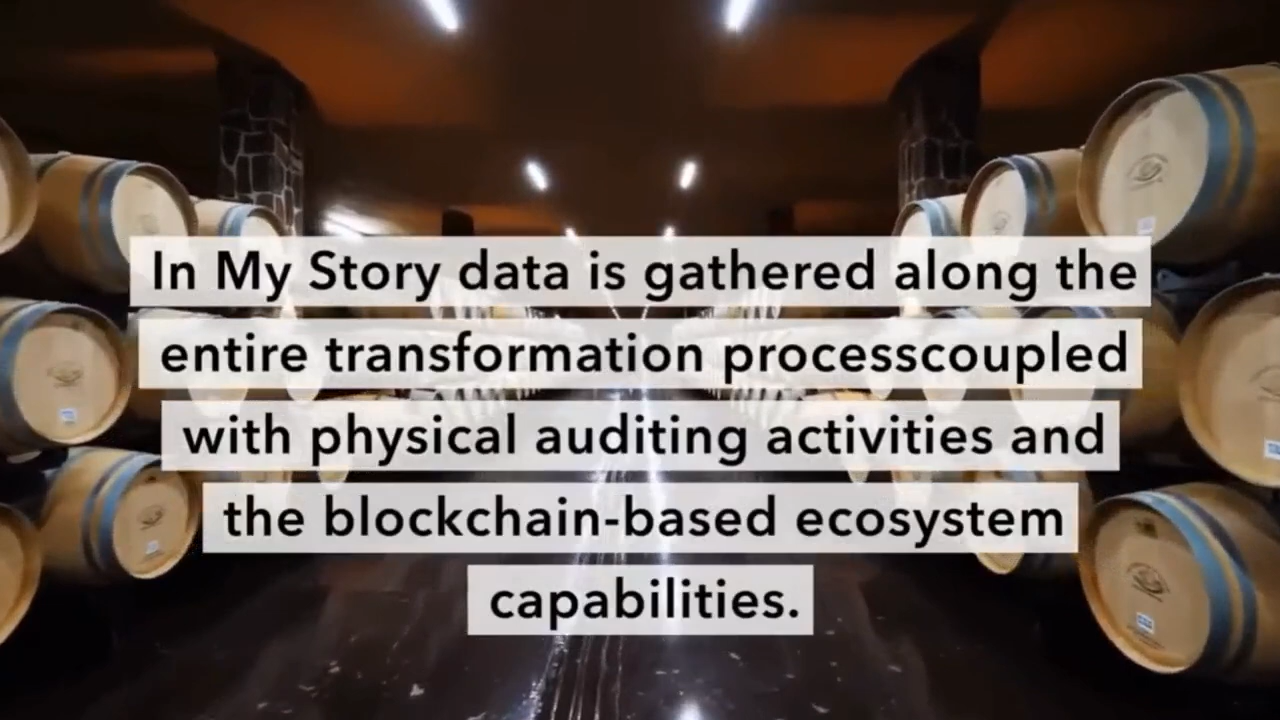 In My Story data is gathered along the
entire transformation processcoupled
with physical auditing activities and
the blockchain-based ecosystem
capabilities.